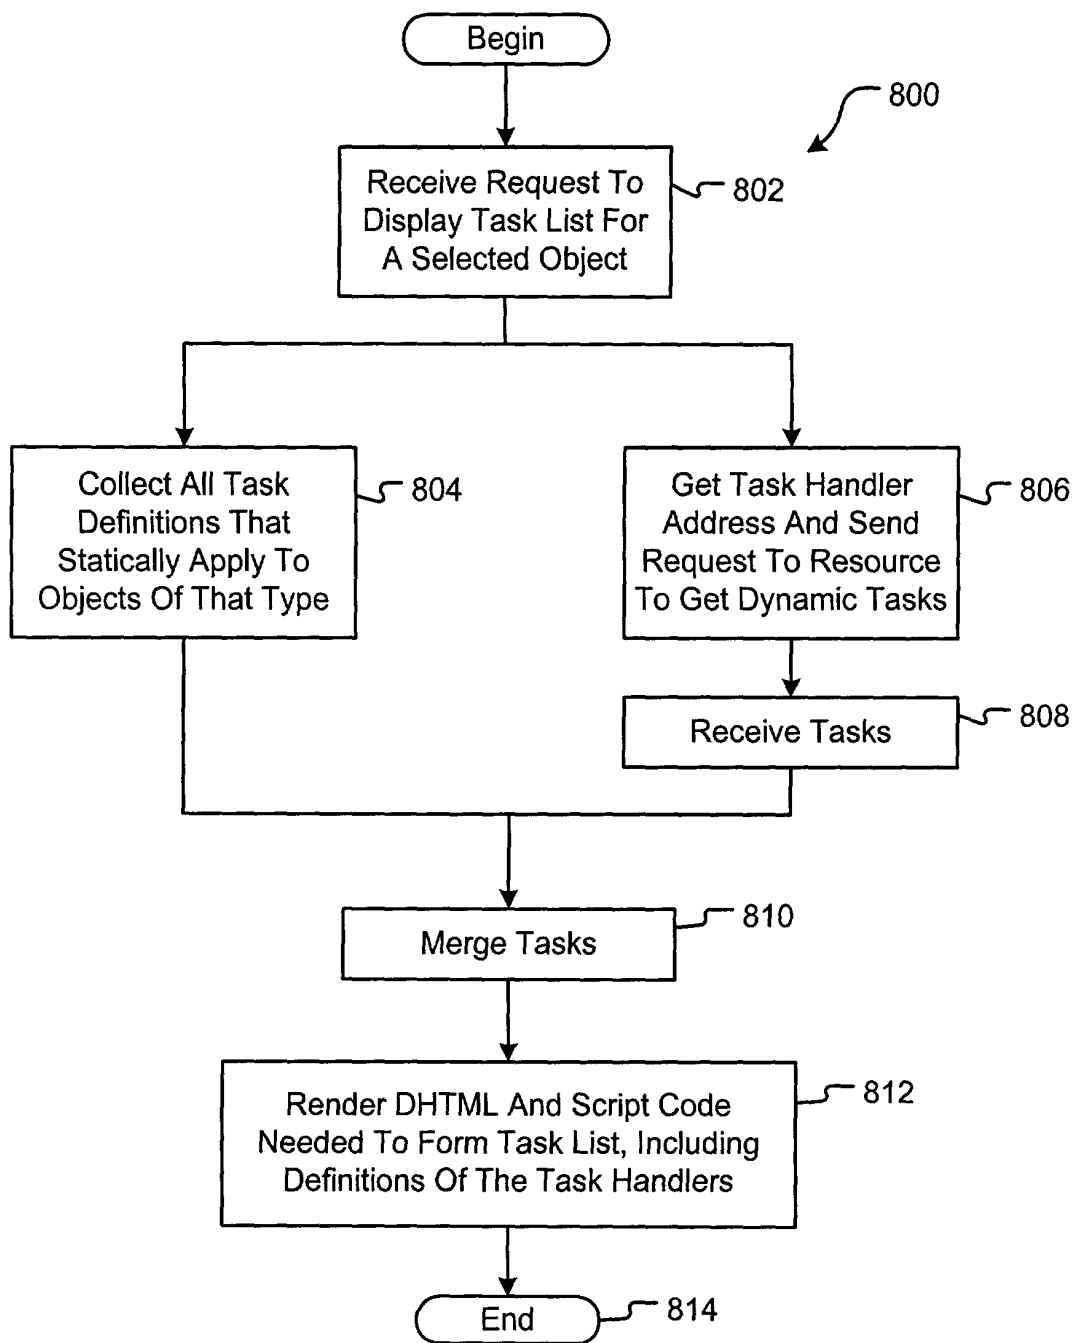 Begin
800
Receive Request To
Display Task List For
A Selected Object
802
Collect All Task
Definitions That
Statically Apply To
Objects Of That Type
804
Get Task Handler
Address And Send
Request To Resource
To Get Dynamic Tasks
806
Receive Tasks
808
Merge Tasks
810
Render DHTML And Script Code
Needed To Form Task List, Including
Definitions Of The Task Handlers
812
End
814